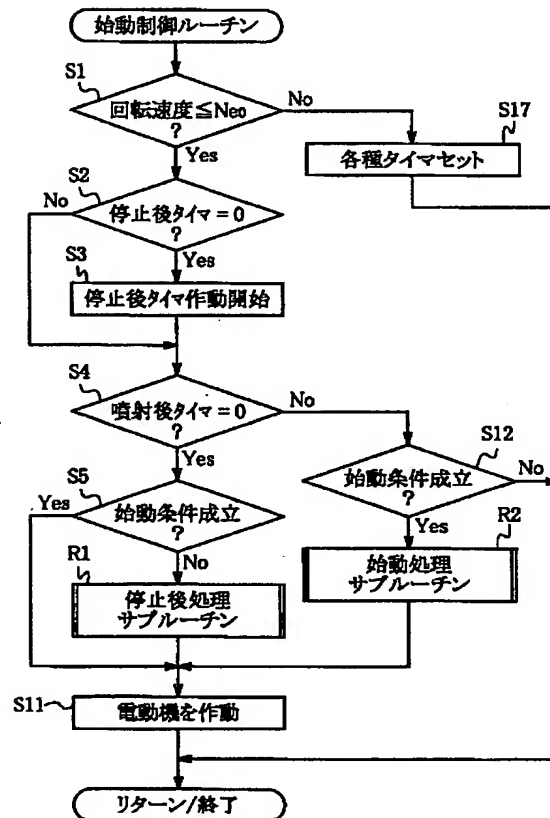 始動制御ルーチン
S1
回転速度≦Neo
?
No
Yes
S17
各種タイマセット
S2
No
停止後タイマ=0
?
Yes
S3
停止後タイマ作動開始
S4
噴射後タイマ=0
?
No
Yes
S12
始動条件成立
?
No
Yes
S5
Yes
始動条件成立
?
No
R1
停止後処理
サブルーチン
R2
始動処理
サブルーチン
S11
電動機を作動
リターン/終了